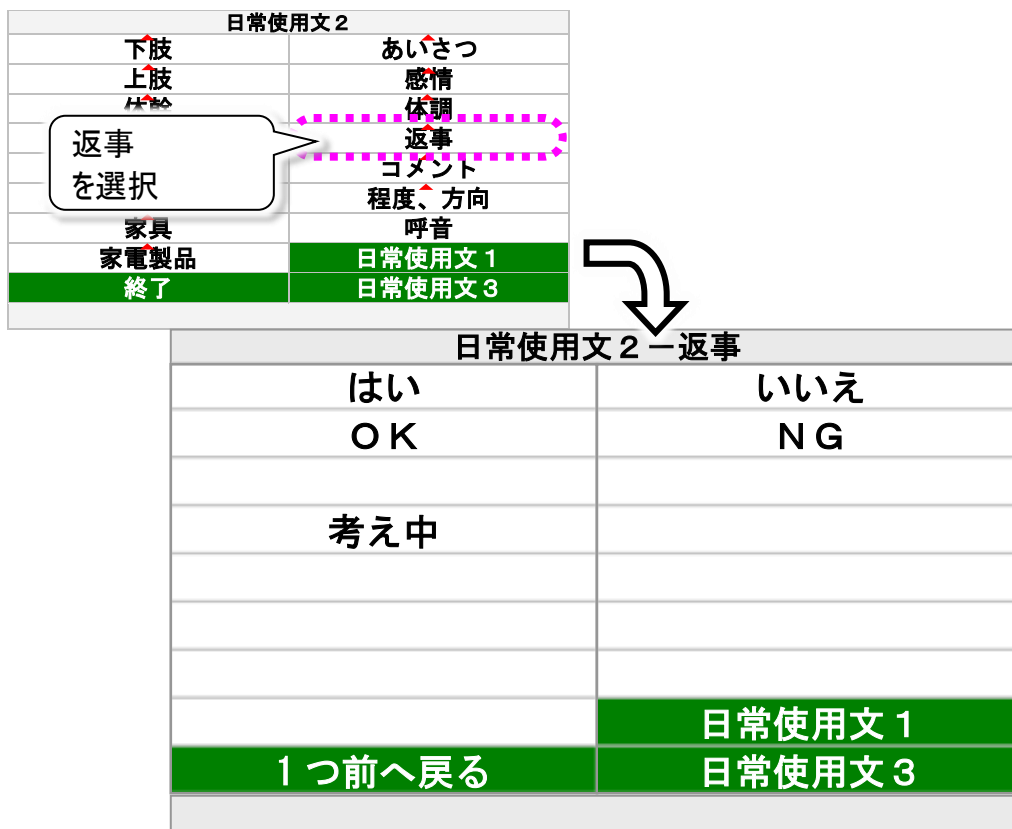 日常使用文２
下肢 あいさつ
上肢 感情
体幹 体調
返事
コメント
程度、方向
家具 呼音
家電製品 日常使用文１
終了 日常使用文３
返事
を選択
日常使用文２－返事
はい いいえ
ＯＫ ＮＧ
考え中
日常使用文１
１つ前へ戻る 日常使用文３